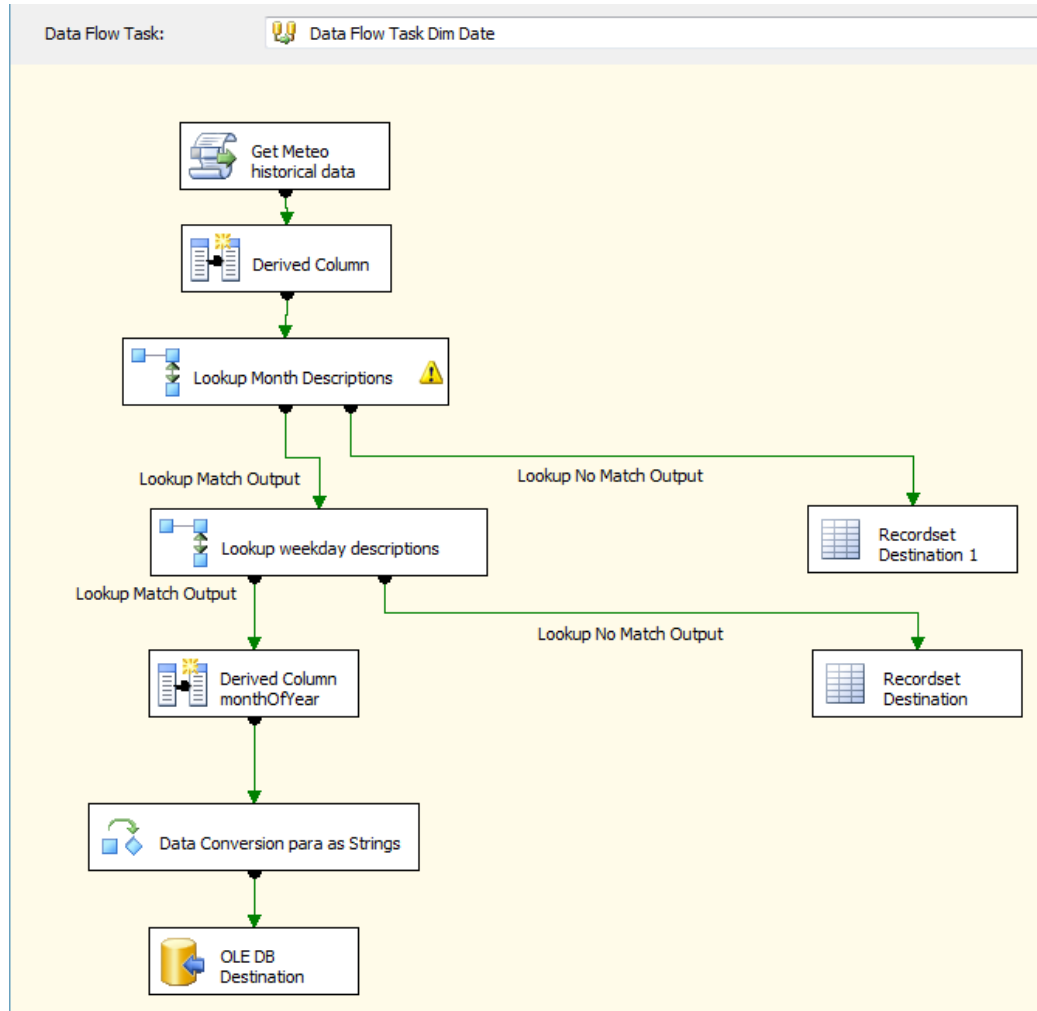 Data Flow Task:
Data Flow Task Dim Date
Get Meteo
historical data
Derived Column
Lookup Month Descriptions
Lookup Match Output
Lookup No Match Output
Lookup weekday descriptions
Recordset
Destination 1
Lookup Match Output
Lookup No Match Output
Derived Column
monthOfYear
Recordset
Destination
Data Conversion para as Strings
OLE DB
Destination